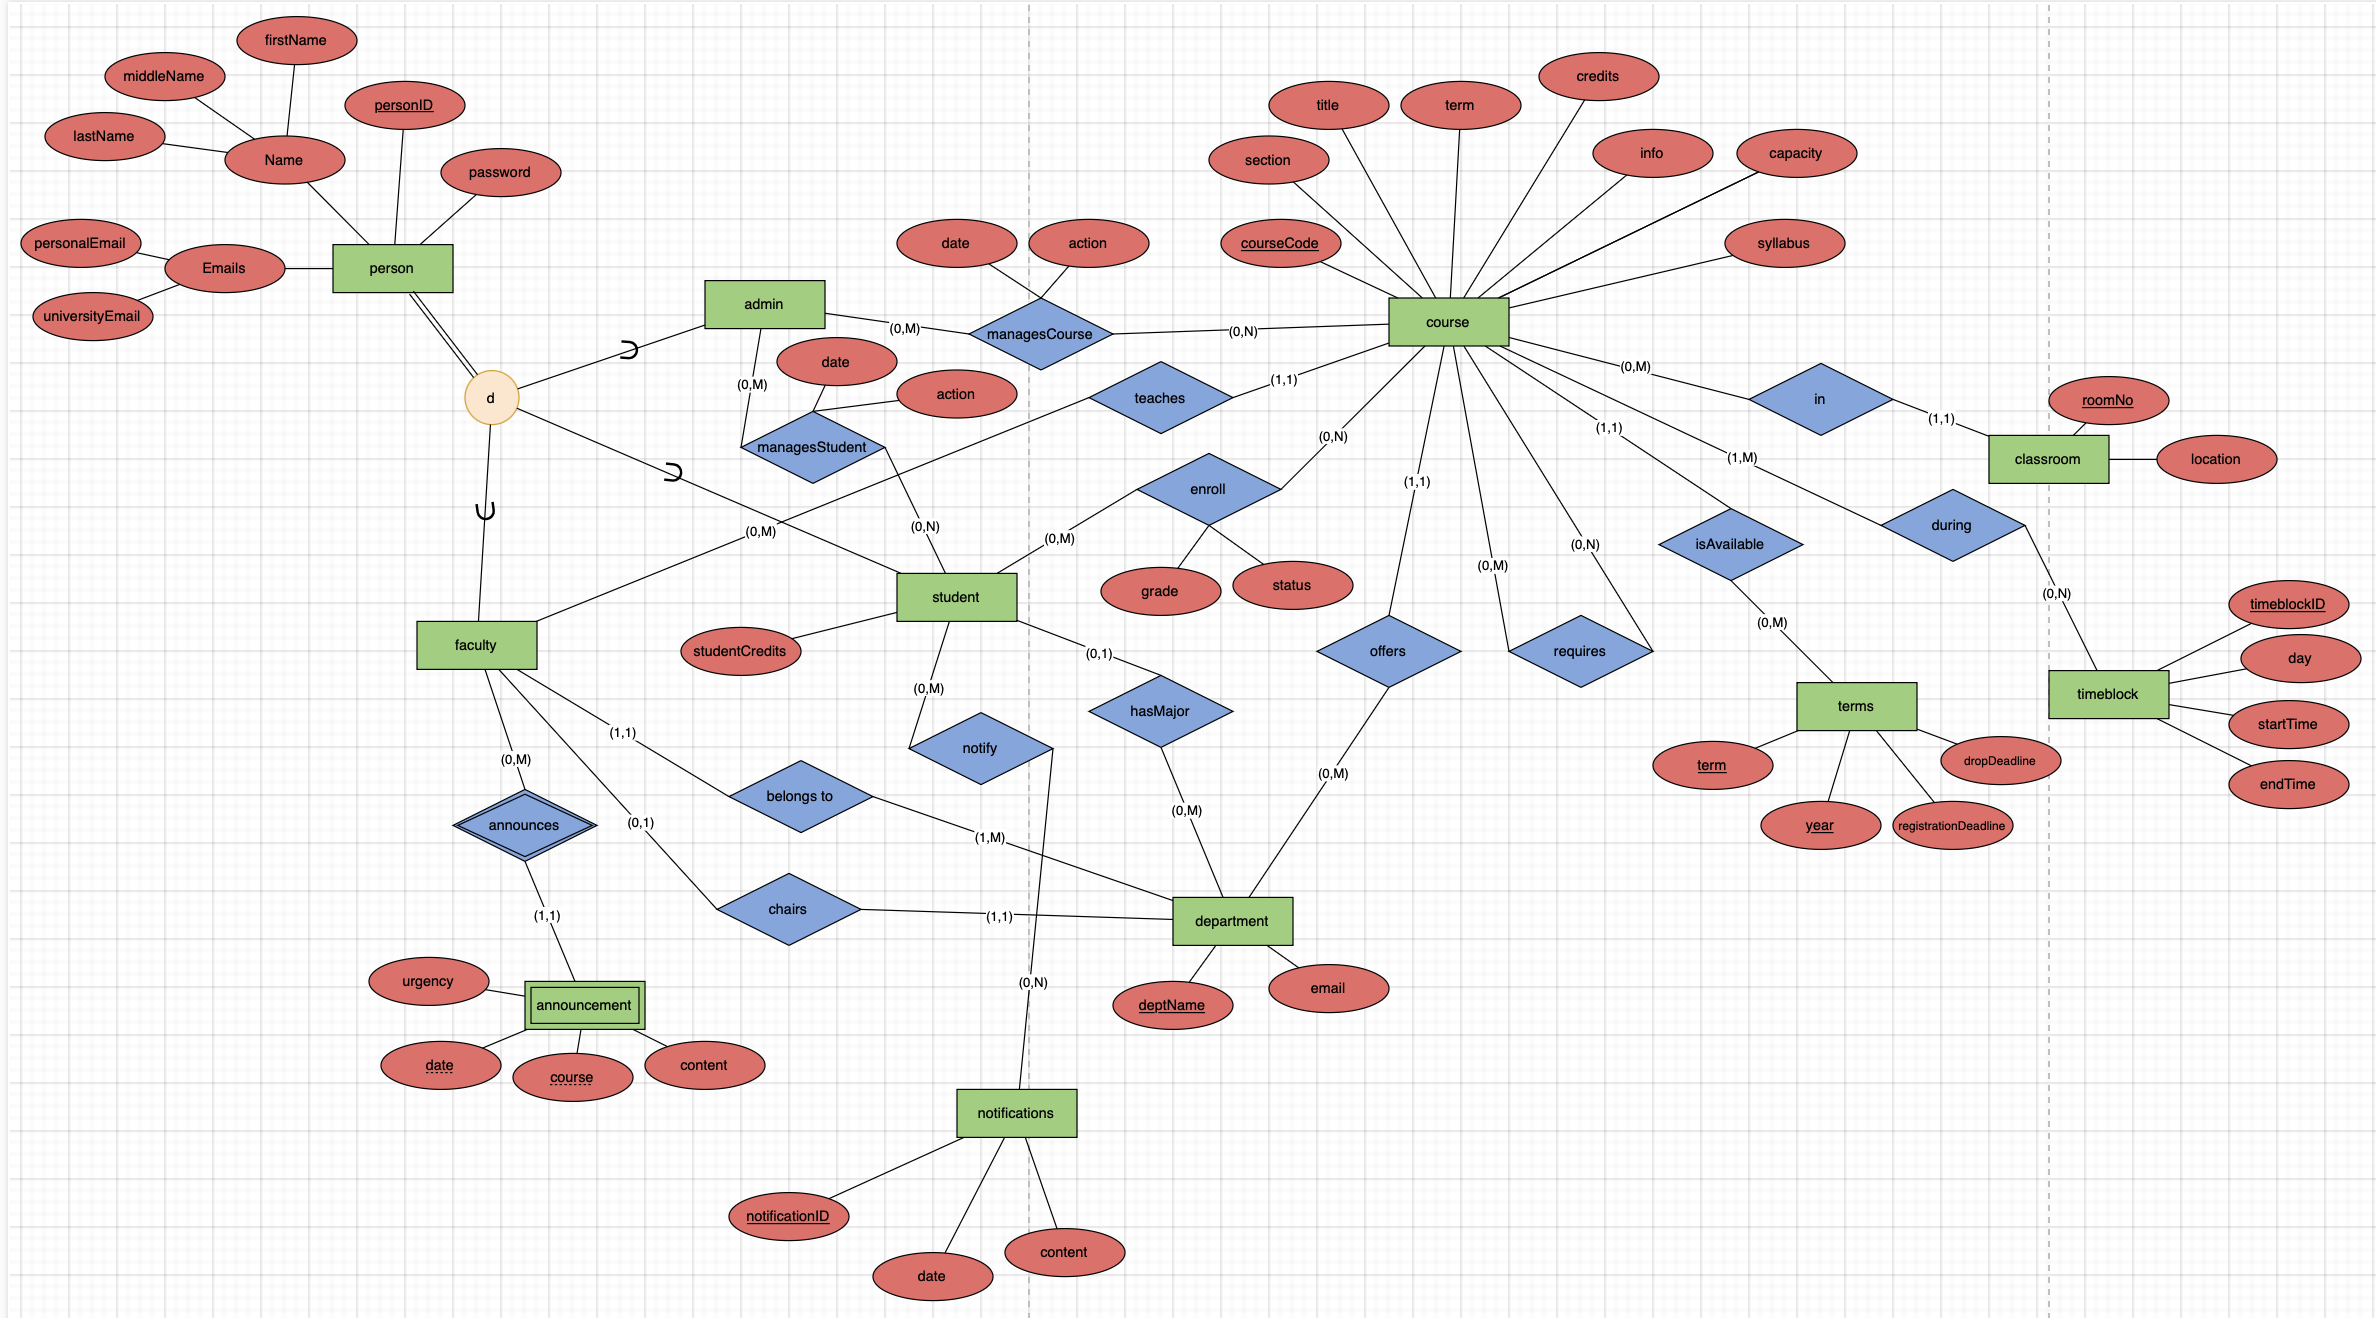 firstName
middleName
credits
personID
title
term
lastName
info
capacity
Name
section
password
personalEmail
date
action
courseCode
syllabus
person
Emails
admin
universityEmail
course
(0,M)
managesCourse
(0,N)
date
(0,M)
(1,1)
(0,M)
action
d
teaches
in
roomNo
(1,1)
(1,1)
managesStudent
(0,N)
(1,M)
classroom
location
enroll
(1,1)
(0,M)
(0,N)
during
(0,M)
isAvailable
(0,N)
(0,M)
grade
status
(0,N)
timeblockID
student
(0,M)
faculty
studentCredits
(0,1)
offers
requires
day
(0,M)
hasMajor
terms
timeblock
startTime
(1,1)
notify
(0,M)
term
dropDeadline
(0,M)
endTime
belongs to
(0,M)
announces
(0,1)
(1,M)
year
registrationDeadline
chairs
(1,1)
(1,1)
department
urgency
(0,N)
email
announcement
deptName
date
course
content
notifications
notificationID
content
date